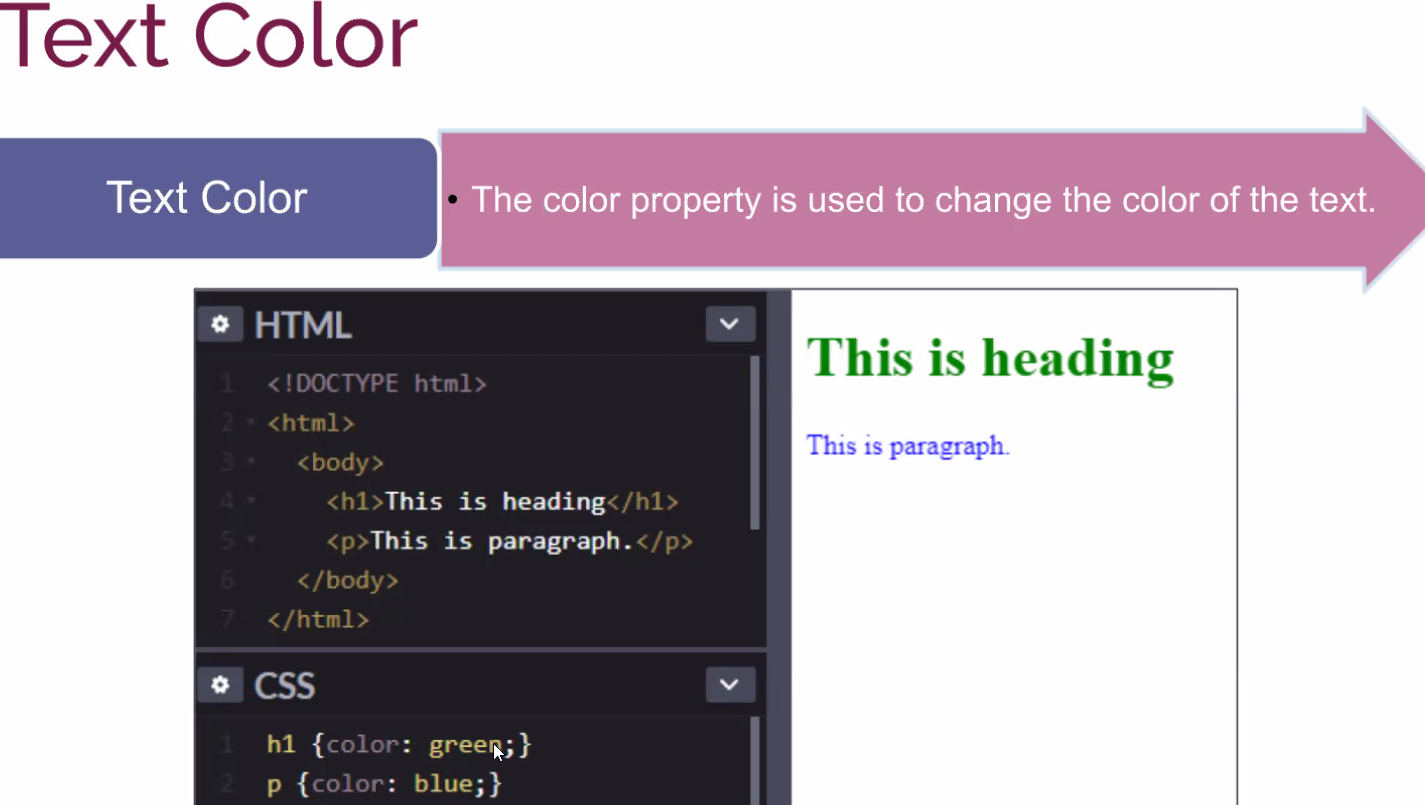 Text Color
Text Color
• The color property is used to change the color of the text.
HTML
1 <!DOCTYPE html>
2 <html>
3 <body>
4 <h1>This is heading</h1>
5 <p>This is paragraph.</p>
6 </body>
7 </html>
CSS
1 h1 {color: green;}
2 p {color: blue;}
This is heading
This is paragraph.